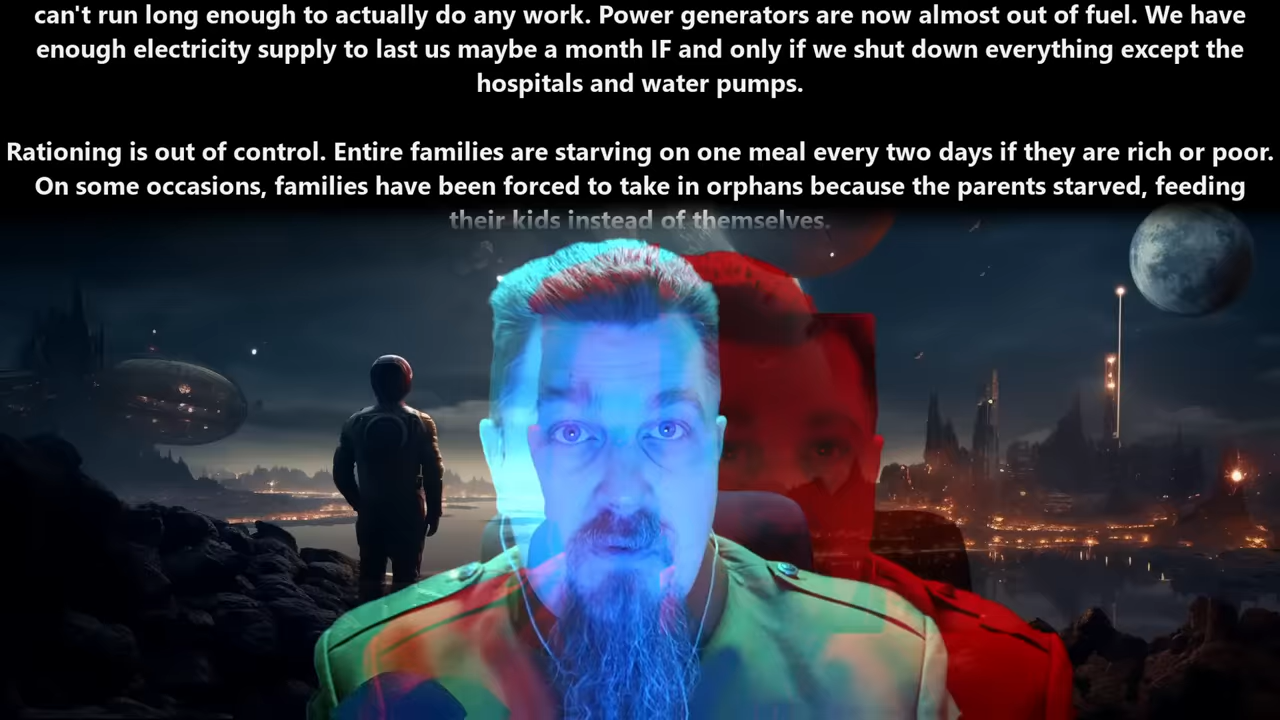 can't run long enough to actually do any work. Power generators are now almost out of fuel. We have
enough electricity supply to last us maybe a month IF and only if we shut down everything except the
hospitals and water pumps.
Rationing is out of control. Entire families are starving on one meal every two days if they are rich or poor.
On some occasions, families have been forced to take in orphans because the parents starved, feeding
their kids instead of themselves.